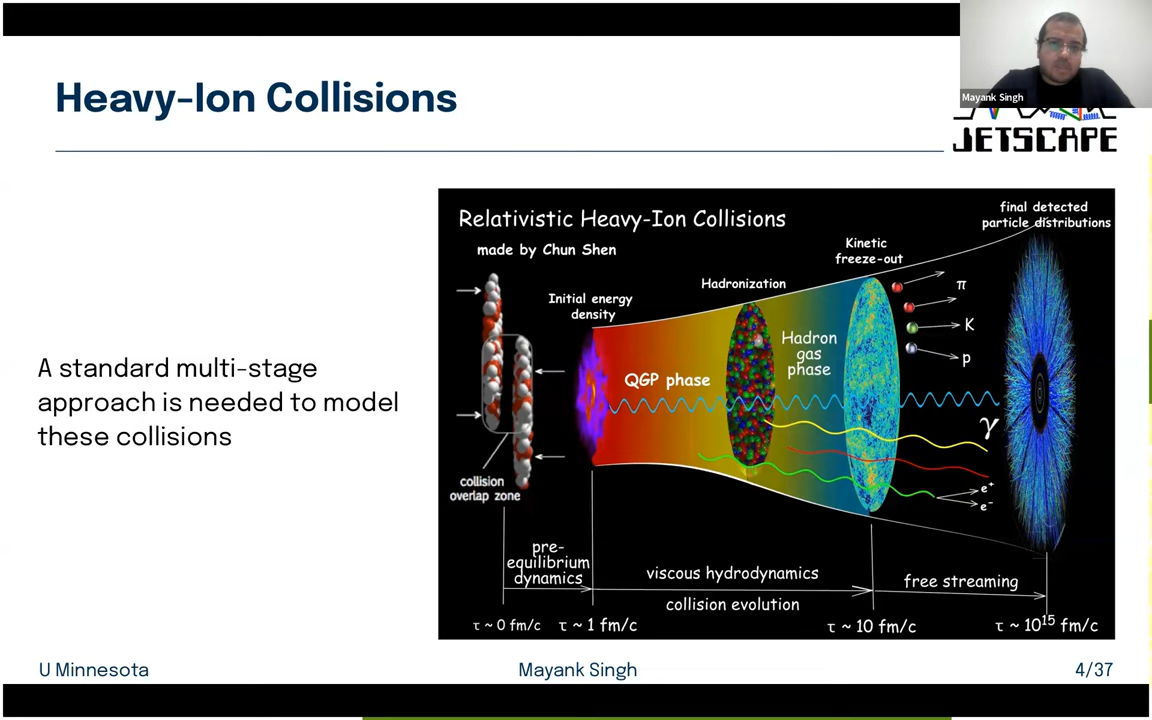 Mayank Singh
Heavy-Ion Collisions
JETSCAPE
A standard multi-stage
approach is needed to model
these collisions
Relativistic Heavy-Ion Collisions
made by Chun Shen
final detected
particle distributions
Kinetic
freeze-out
Hadronization
Initial energy
density
π
K
p
Hadron
gas
phase
QGP phase
γ
e⁺
e⁻
collision
overlap zone
pre-
equilibrium
dynamics
viscous hydrodynamics
collision evolution
free streaming
τ ~ 0 fm/c
τ ~ 1 fm/c
τ ~ 10 fm/c
τ ~ 10¹⁵ fm/c
U Minnesota
Mayank Singh
4/37